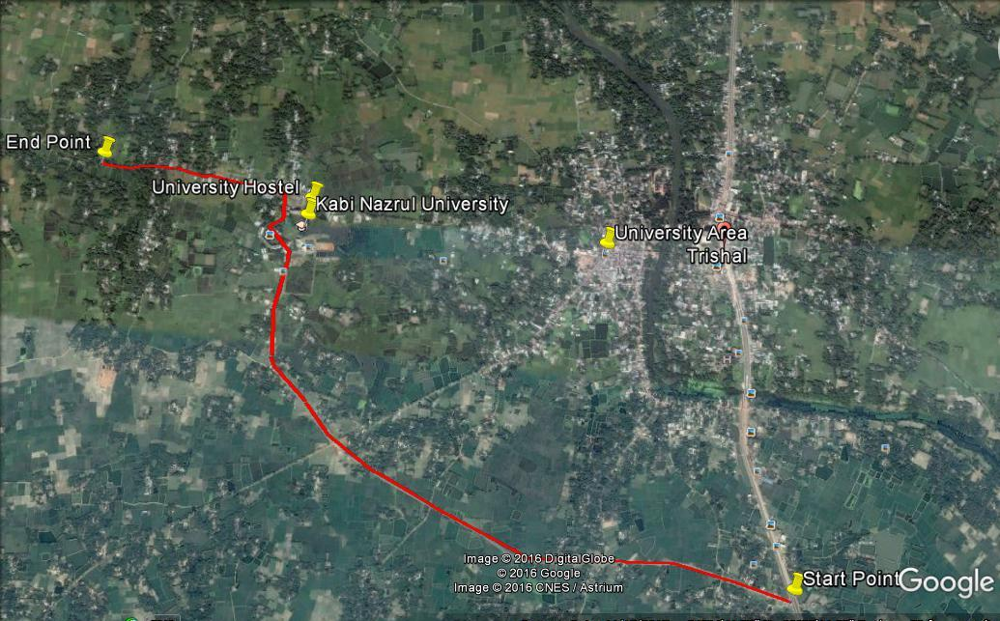 End Point
University Hostel
Kabi Nazrul University
University Area
Trishal
Image © 2016 DigitalGlobe
© 2016 Google
Image © 2016 CNES / Astrium
Start Point
Google